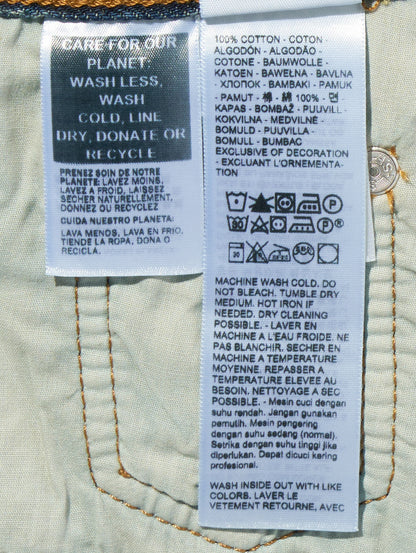 CARE FOR OUR
PLANET
WASH LESS,
WASH
COLD, LINE
DRY, DONATE OR
RECYCLE
PRENEZ SOIN DE NOTRE
PLANETE: LAVEZ MOINS,
LAVEZ A FROID, LAISSEZ
SECHER NATURELLEMENT,
DONNEZ OU RECYCLEZ
CUIDA NUESTRO PLANETA:
LAVA MENOS, LAVA EN FRIO,
TIENDE LA ROPA, DONA O
RECICLA.
100% COTTON - COTON
ALGODÓN - ALGODÃO -
COTONE - BAUMWOLLE -
KATOEN - BAWEŁNA - BAVLNA
- ХЛОПОК - BAMBAKI - PAMUK
- PAMUT - 棉 - 綿 100% - 면
- KAPAS - BOMBAŽ - PUUVILL -
KOKVILNA - MEDVILNĖ -
BOMULD - PUUVILLA -
BOMULL - BUMBAC
EXCLUSIVE OF DECORATION
- EXCLUANT L'ORNEMENTA-
TION
MACHINE WASH COLD. DO
NOT BLEACH. TUMBLE DRY
MEDIUM. HOT IRON IF
NEEDED. DRY CLEANING
POSSIBLE. - LAVER EN
MACHINE A L'EAU FROIDE. NE
PAS BLANCHIR. SECHER EN
MACHINE A TEMPERATURE
MOYENNE. REPASSER A
TEMPERATURE ELEVEE AU
BESOIN. NETTOYAGE A SEC
POSSIBLE. - Mesin cuci dengan
suhu rendah. Jangan gunakan
pemutih. Mesin pengering
dengan suhu sedang (normal).
Setrika dengan suhu tinggi jika
diperlukan. Dapat dicuci kering
profesional.
WASH INSIDE OUT WITH LIKE
COLORS. LAVER LE
VETEMENT RETOURNE, AVEC